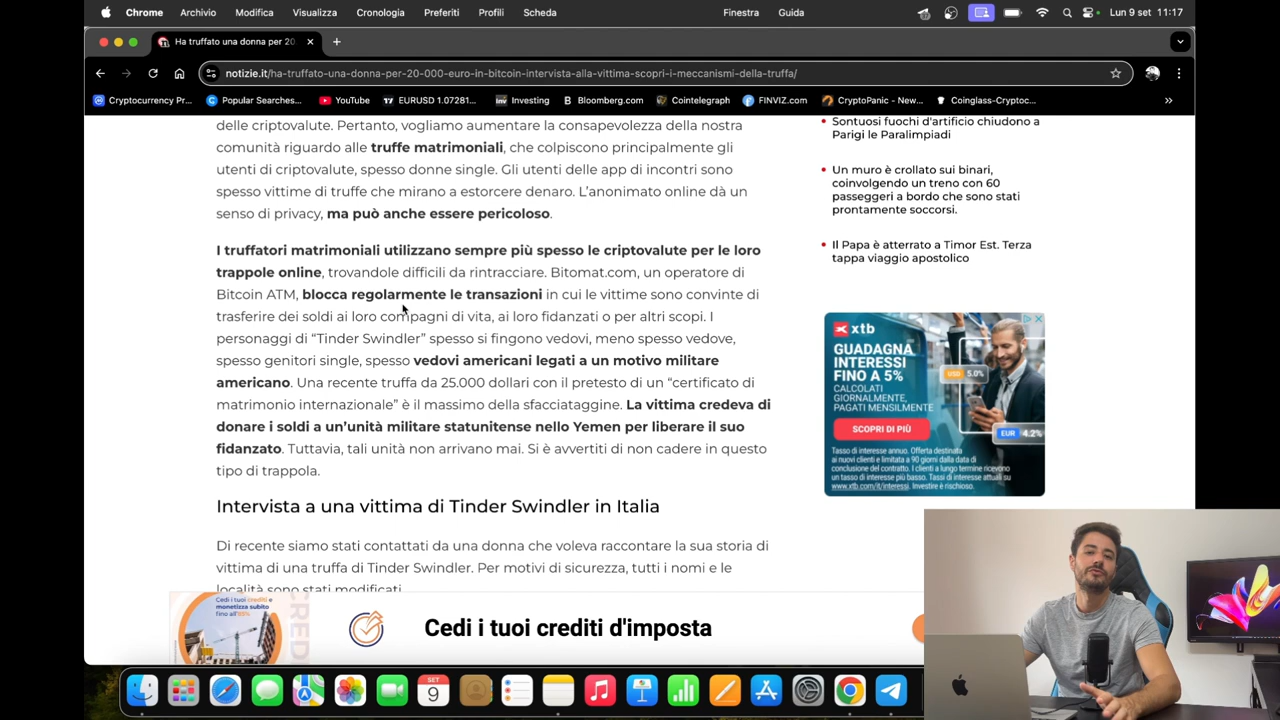 Chrome Archivio Modifica Visualizza Cronologia Preferiti Profili Scheda Finestra Guida Lun 9 set 11:17
Ha truffato una donna per 20
notizie.it/ha-truffato-una-donna-per-20-000-euro-in-bitcoin-intervista-alla-vittima-scopri-i-meccanismi-della-truffa/
Cryptocurrency Pr... Popular Searches... YouTube EURUSD 1.07281... Investing Bloomberg.com Cointelegraph FINVIZ.com CryptoPanic - New... Coinglass-Cryptoc...
delle criptovalute. Pertanto, vogliamo aumentare la consapevolezza della nostra
comunità riguardo alle truffe matrimoniali, che colpiscono principalmente gli
utenti di criptovalute, spesso donne single. Gli utenti delle app di incontri sono
spesso vittime di truffe che mirano a estorcere denaro. L'anonimato online dà un
senso di privacy, ma può anche essere pericoloso.
I truffatori matrimoniali utilizzano sempre più spesso le criptovalute per le loro
trappole online, trovandole difficili da rintracciare. Bitomat.com, un operatore di
Bitcoin ATM, blocca regolarmente le transazioni in cui le vittime sono convinte di
trasferire dei soldi ai loro compagni di vita, ai loro fidanzati o per altri scopi. I
personaggi di “Tinder Swindler” spesso si fingono vedovi, meno spesso vedove,
spesso genitori single, spesso vedovi americani legati a un motivo militare
americano. Una recente truffa da 25.000 dollari con il pretesto di un “certificato di
matrimonio internazionale” è il massimo della sfacciataggine. La vittima credeva di
donare i soldi a un'unità militare statunitense nello Yemen per liberare il suo
fidanzato. Tuttavia, tali unità non arrivano mai. Si è avvertiti di non cadere in questo
tipo di trappola.
Intervista a una vittima di Tinder Swindler in Italia
Di recente siamo stati contattati da una donna che voleva raccontare la sua storia di
vittima di una truffa di Tinder Swindler. Per motivi di sicurezza, tutti i nomi e le
località sono stati modificati.
Sontuosi fuochi d'artificio chiudono a
Parigi le Paralimpiadi
Un muro è crollato sui binari,
coinvolgendo un treno con 60
passeggeri a bordo che sono stati
prontamente soccorsi.
Il Papa è atterrato a Timor Est. Terza
tappa viaggio apostolico
xtb
GUADAGNA
INTERESSI
FINO A 5%
CALCOLATI
GIORNALMENTE,
PAGATI MENSILMENTE
SCOPRI DI PIÙ
USD 5.0%
EUR 4.2%
Tasso di interesse annuo. Offerta destinata
ai nuovi clienti e limitata a 90 giorni dalla data di
conclusione del contratto. I clienti a lungo termine ricevono
un tasso di interesse più basso. Tassi di interesse attuali su
www.xtb.com/it/interessi. Investire è rischioso.
Cedi i tuoi crediti e
monetizza subito
fino all'
CRED
Cedi i tuoi crediti d'imposta
SET
9